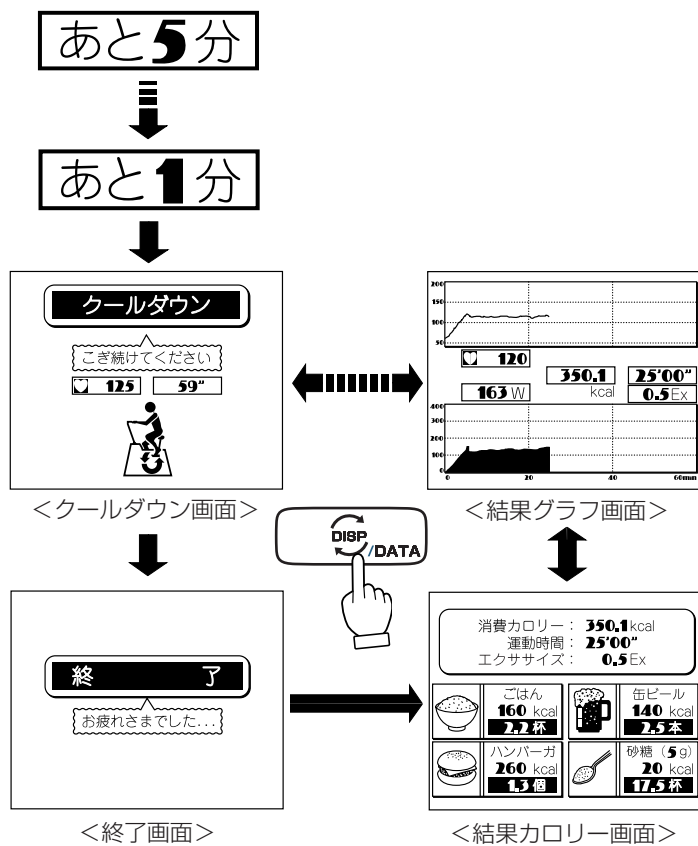 あと5分
あと1分
クールダウン
こぎ続けてください
125
59"
<クールダウン画面>
200
150
100
50
120
350.1
kcal
25'00"
163 W
0.5Ex
400
300
200
100
0
0
20
40
60min
<結果グラフ画面>
DISP
/DATA
終 了
お疲れさまでした...
<終了画面>
消費カロリー： 350.1kcal
運動時間： 25'00"
エクササイズ： 0.5Ex
ごはん
160 kcal
2.2杯
缶ビール
140 kcal
2.5本
ハンバーガ
260 kcal
1.3個
砂糖（5g）
20 kcal
17.5杯
<結果カロリー画面>